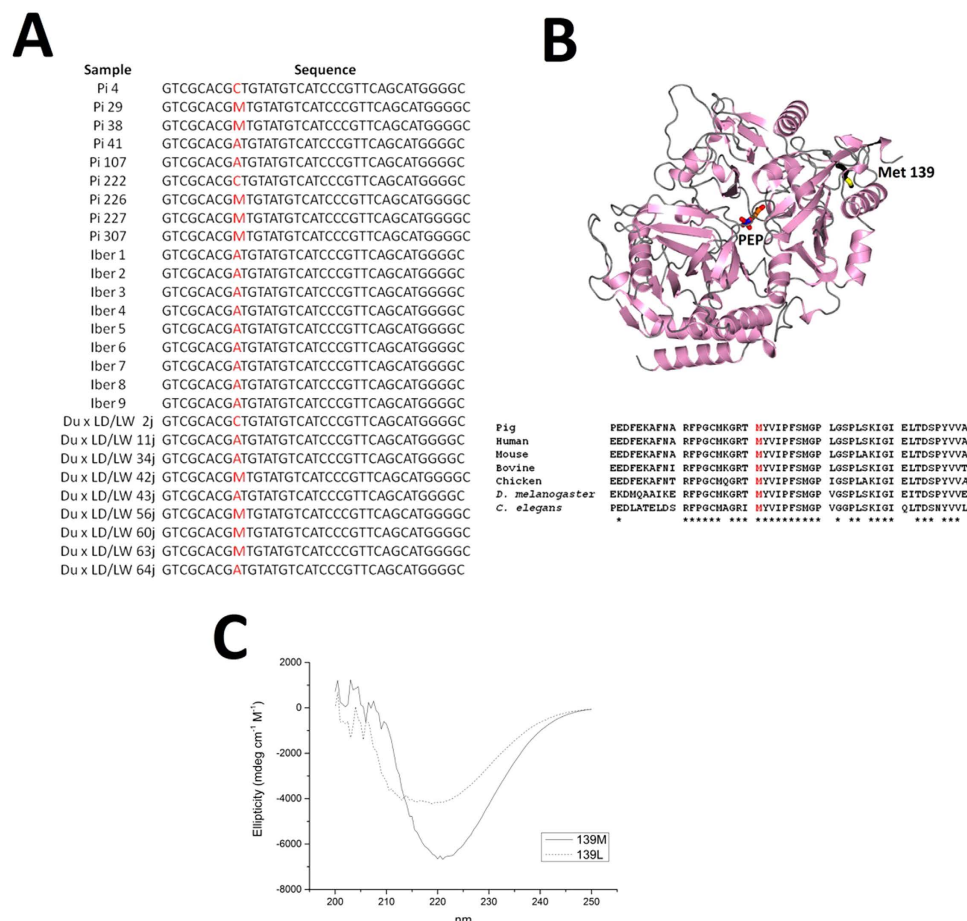 A
Sample Sequence
Pi 4 GTCGCACGCTGTATGTCATCCCGTTCAGCATGGGGC
Pi 29 GTCGCACGMTGTATGTCATCCCGTTCAGCATGGGGC
Pi 38 GTCGCACGMTGTATGTCATCCCGTTCAGCATGGGGC
Pi 41 GTCGCACGATGTATGTCATCCCGTTCAGCATGGGGC
Pi 107 GTCGCACGATGTATGTCATCCCGTTCAGCATGGGGC
Pi 222 GTCGCACGCTGTATGTCATCCCGTTCAGCATGGGGC
Pi 226 GTCGCACGMTGTATGTCATCCCGTTCAGCATGGGGC
Pi 227 GTCGCACGMTGTATGTCATCCCGTTCAGCATGGGGC
Pi 307 GTCGCACGMTGTATGTCATCCCGTTCAGCATGGGGC
Iber 1 GTCGCACGATGTATGTCATCCCGTTCAGCATGGGGC
Iber 2 GTCGCACGATGTATGTCATCCCGTTCAGCATGGGGC
Iber 3 GTCGCACGATGTATGTCATCCCGTTCAGCATGGGGC
Iber 4 GTCGCACGATGTATGTCATCCCGTTCAGCATGGGGC
Iber 5 GTCGCACGATGTATGTCATCCCGTTCAGCATGGGGC
Iber 6 GTCGCACGATGTATGTCATCCCGTTCAGCATGGGGC
Iber 7 GTCGCACGATGTATGTCATCCCGTTCAGCATGGGGC
Iber 8 GTCGCACGATGTATGTCATCCCGTTCAGCATGGGGC
Iber 9 GTCGCACGATGTATGTCATCCCGTTCAGCATGGGGC
Du x LD/LW 2j GTCGCACGCTGTATGTCATCCCGTTCAGCATGGGGC
Du x LD/LW 11j GTCGCACGATGTATGTCATCCCGTTCAGCATGGGGC
Du x LD/LW 34j GTCGCACGATGTATGTCATCCCGTTCAGCATGGGGC
Du x LD/LW 42j GTCGCACGMTGTATGTCATCCCGTTCAGCATGGGGC
Du x LD/LW 43j GTCGCACGATGTATGTCATCCCGTTCAGCATGGGGC
Du x LD/LW 56j GTCGCACGMTGTATGTCATCCCGTTCAGCATGGGGC
Du x LD/LW 60j GTCGCACGMTGTATGTCATCCCGTTCAGCATGGGGC
Du x LD/LW 63j GTCGCACGMTGTATGTCATCCCGTTCAGCATGGGGC
Du x LD/LW 64j GTCGCACGATGTATGTCATCCCGTTCAGCATGGGGC
B
Met 139
PEP
Pig PEDFEKAFNA RFPGCMKGRT MYVIPFSMGP LGSPLSKIGI ELTDSPYVVA
Human EEDFEKAFNA RFPGCMKGRT MYVIPFSMGP LGSPLSKIGI ELTDSPYVVA
Mouse EEDFEKAFNA RFPGCMKGRT MYVIPFSMGP LGSPLAKIGI ELTDSPYVVA
Bovine EEDFEKAFNI RFPGCMKGRT MYVIPFSMGP LGSPLSKIGI ELTDSPYVVT
Chicken EEDFEKAFNT RFPGCMQGRT MYVIPFSMGP IGSPLAKIGI ELTDSPYVVA
D. melanogaster EKDMQAAIKE RFPGCMKGRT MYVIPFSMGP VGSPLSKIGI EITDSPYVVE
C. elegans PEDLATELDS RFPGCMAGRI MYVIPFSMGP VGGPLSKIGI QLTDSNYVVL
* ****** *** ********** * ** **** *** ***
C
Ellipticity (mdeg cm⁻¹ M⁻¹)
2000
0
-2000
-4000
-6000
-8000
139M
139L
200 210 220 230 240 250
nm